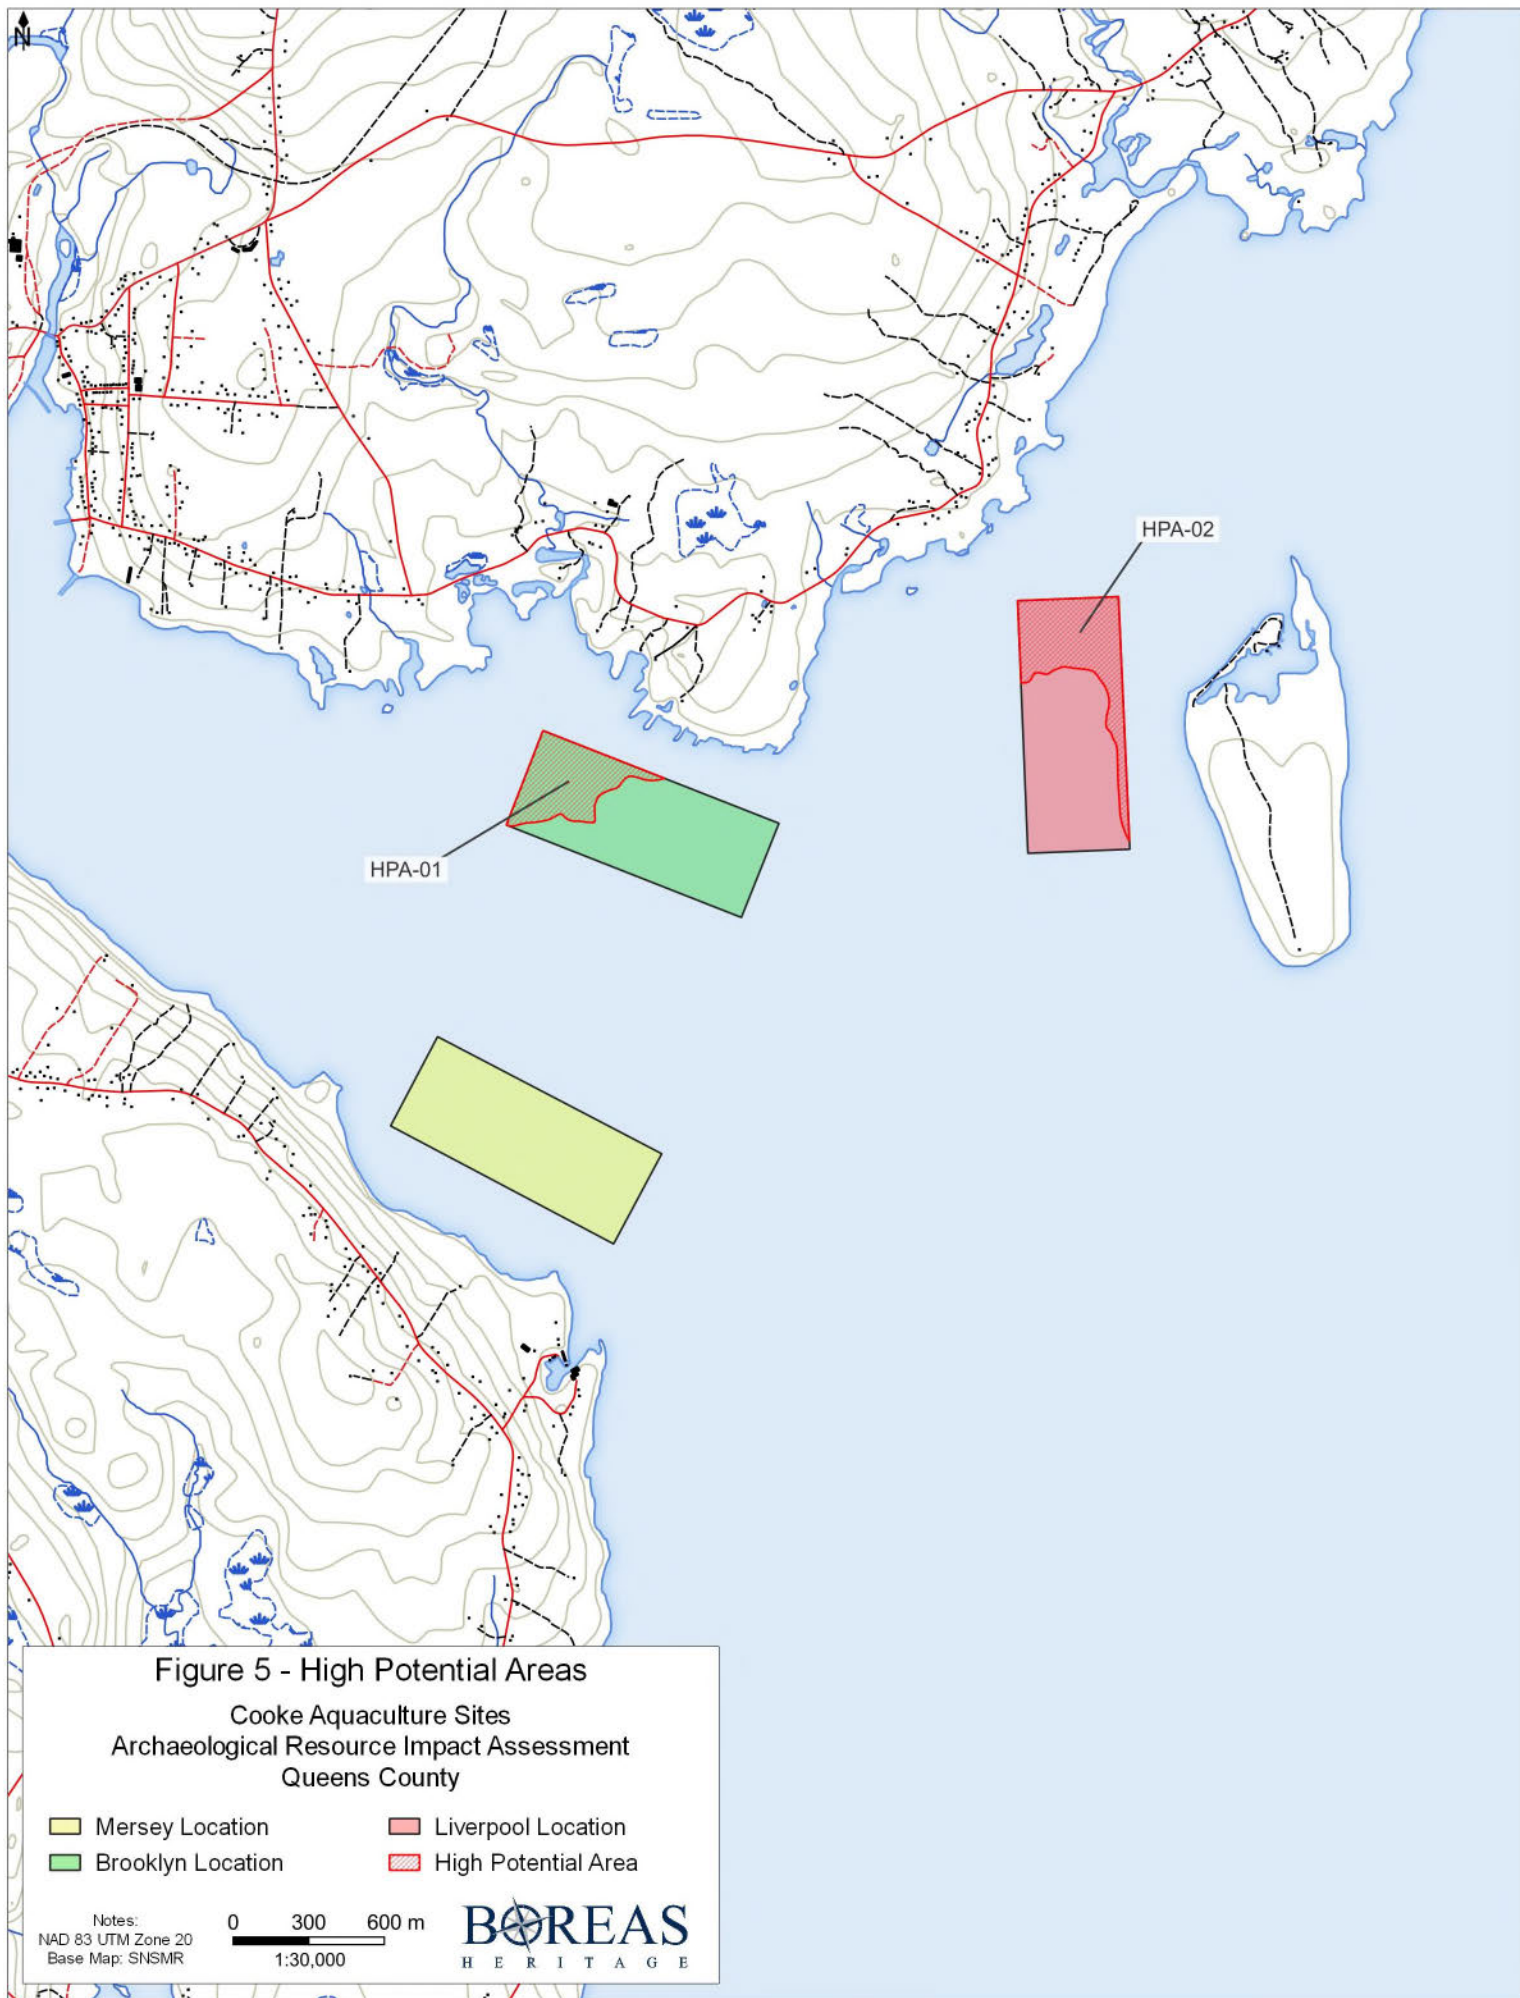 N
HPA-02
HPA-01
Figure 5 - High Potential Areas
Cooke Aquaculture Sites
Archaeological Resource Impact Assessment
Queens County
Mersey Location
Liverpool Location
Brooklyn Location
High Potential Area
Notes:
NAD 83 UTM Zone 20
Base Map: SNSMR
0 300 600 m
1:30,000
BOREAS
HERITAGE